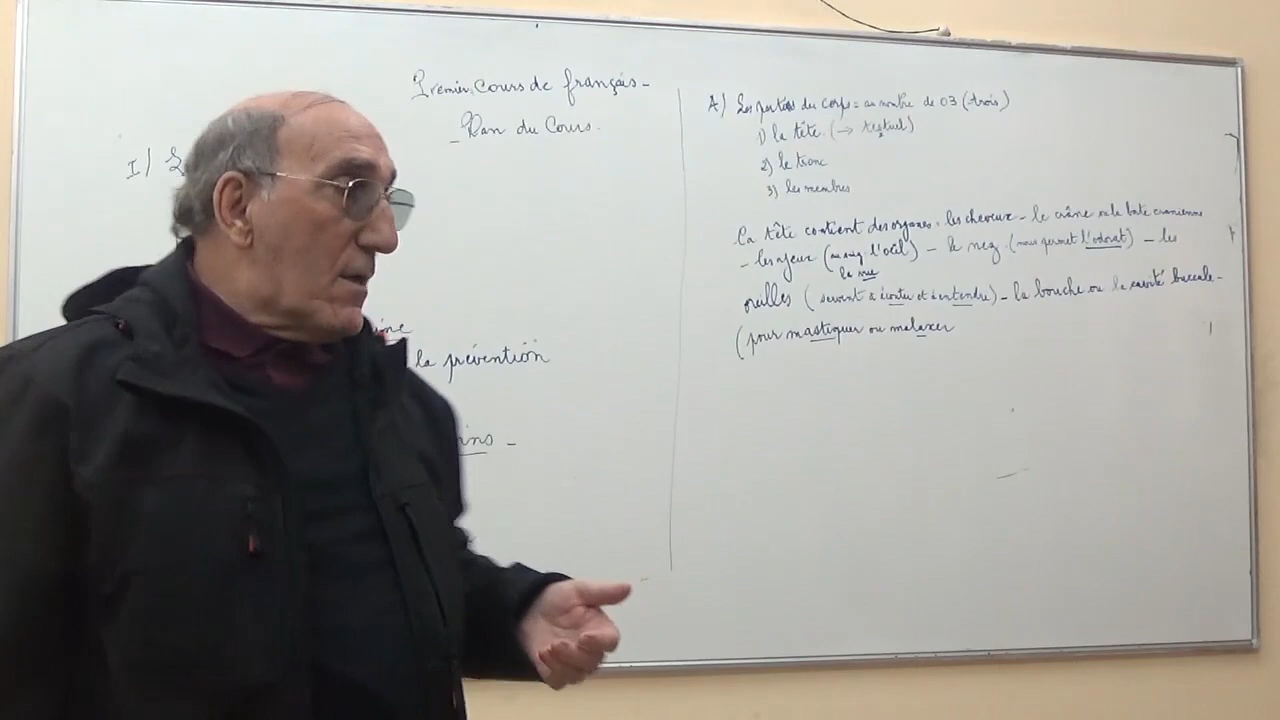 Premier Cours de français -
- Plan du Cours.
I/
la prévention
A/ Les parties du corps = au nombre de 03 (trois)
1) la tête. (→ textuel)
2) le tronc
3) les membres
La tête contient des organes : les cheveux - le crâne ou la boite cranienne
- les yeux (au sing l'oeil) - le nez (nous permet l'odorat) - les
la vue
oreilles (servent à écouter et à entendre) - la bouche ou la cavité buccale -
(pour mastiquer ou malaxer